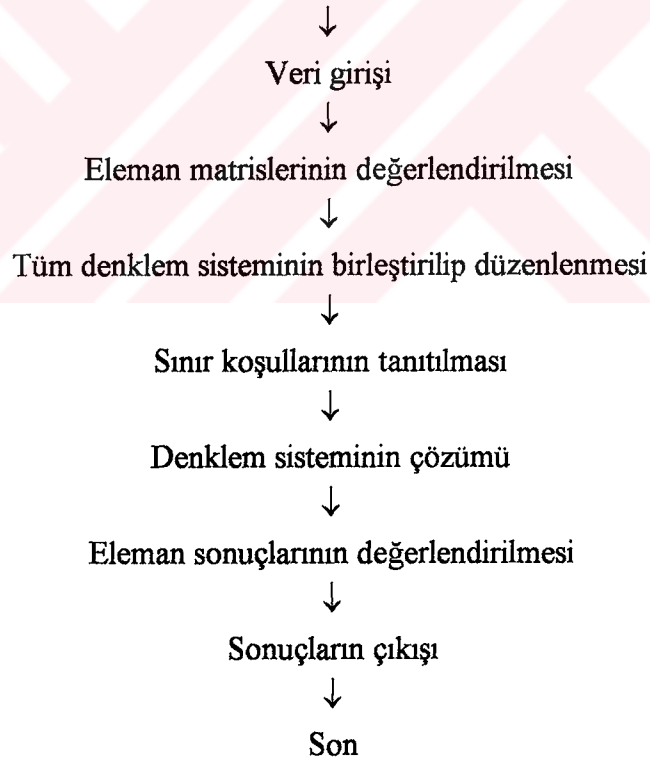 ↓
Veri girişi
↓
Eleman matrislerinin değerlendirilmesi
↓
Tüm denklem sisteminin birleştirilip düzenlenmesi
↓
Sınır koşullarının tanıtılması
↓
Denklem sisteminin çözümü
↓
Eleman sonuçlarının değerlendirilmesi
↓
Sonuçların çıkışı
↓
Son